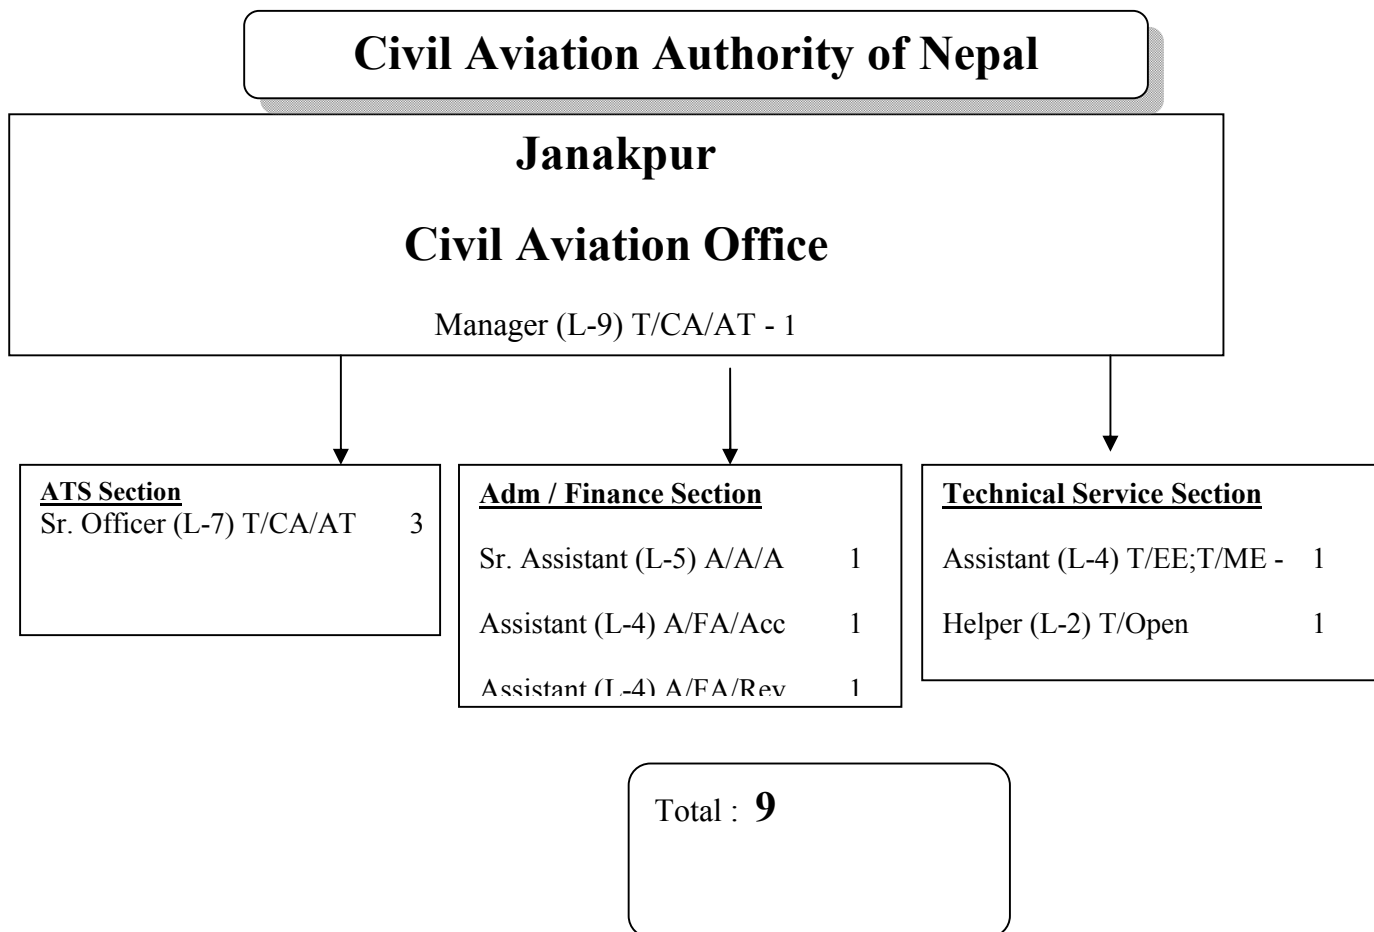 Civil Aviation Authority of Nepal
Janakpur
Civil Aviation Office
Manager (L-9) T/CA/AT - 1
ATS Section
Sr. Officer (L-7) T/CA/AT 3
Adm / Finance Section
Sr. Assistant (L-5) A/A/A 1
Assistant (L-4) A/FA/Acc 1
Assistant (L-4) A/FA/Rev 1
Technical Service Section
Assistant (L-4) T/EE;T/ME - 1
Helper (L-2) T/Open 1
Total : 9